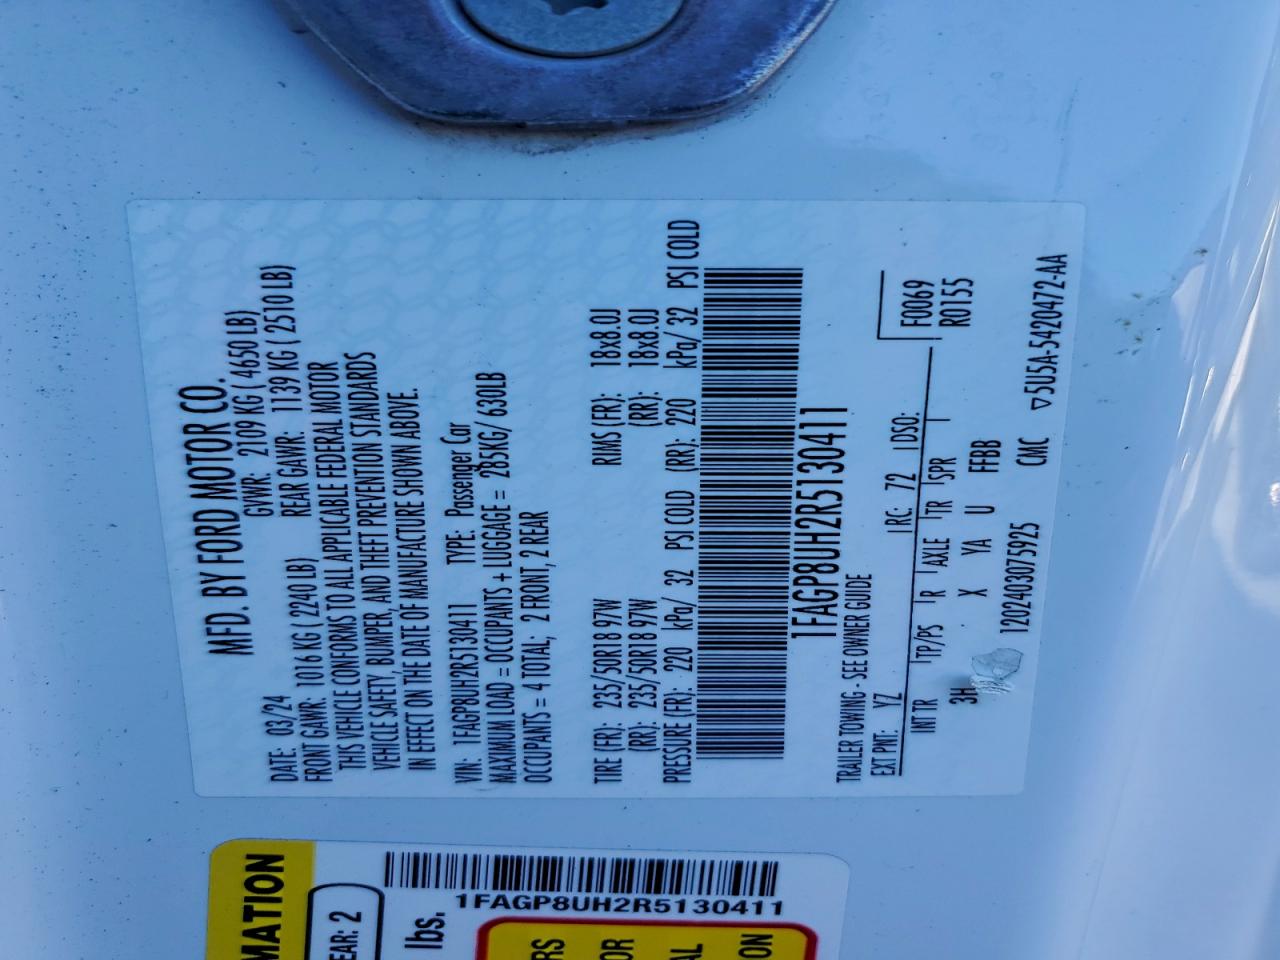 MFD. BY FORD MOTOR CO.
DATE: 03/24 GVWR: 2109 KG ( 4650 LB)
FRONT GAWR: 1016 KG ( 2240 LB) REAR GAWR: 1139 KG ( 2510 LB)
THIS VEHICLE CONFORMS TO ALL APPLICABLE FEDERAL MOTOR
VEHICLE SAFETY, BUMPER, AND THEFT PREVENTION STANDARDS
IN EFFECT ON THE DATE OF MANUFACTURE SHOWN ABOVE.
VIN: 1FAGP8UH2R5130411 TYPE: Passenger Car
MAXIMUM LOAD = OCCUPANTS + LUGGAGE = 285KG/ 630LB
OCCUPANTS = 4 TOTAL; 2 FRONT, 2 REAR
TIRE (FR): 235/50R18 97W RIMS (FR): 18x8.0J
(RR): 235/50R18 97W (RR): 18x8.0J
PRESSURE (FR): 220 kPa/ 32 PSI COLD (RR): 220 kPa/ 32 PSI COLD
1FAGP8UH2R5130411
TRAILER TOWING - SEE OWNER GUIDE
EXT PNT: YZ RC: 72 DSO: F0069
INT TR TP/PS R AXLE TR SPR R0155
3H X YA U FFBB
1202403075925 CMC ▽5U5A-5420472-AA
MATION
EAR: 2
lbs.
1FAGP8UH2R5130411
RS
OR
AL
ON